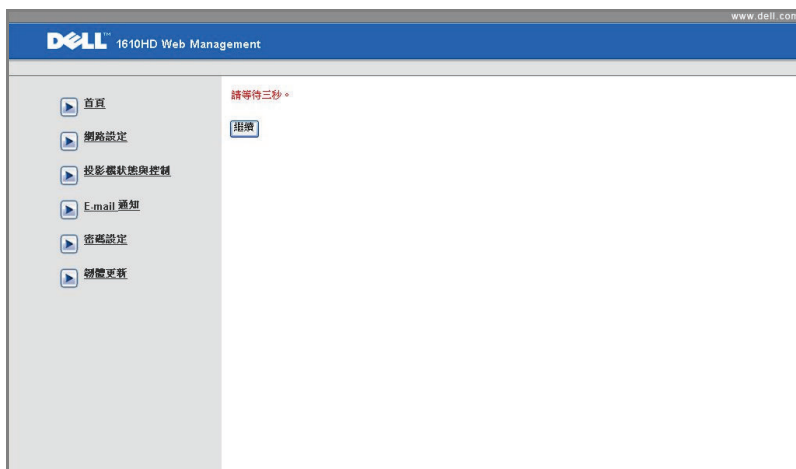 www.dell.com
DELL™ 1610HD Web Management
首頁
網路設定
投影機狀態與控制
E-mail 通知
密碼設定
韌體更新
請等待三秒。
繼續